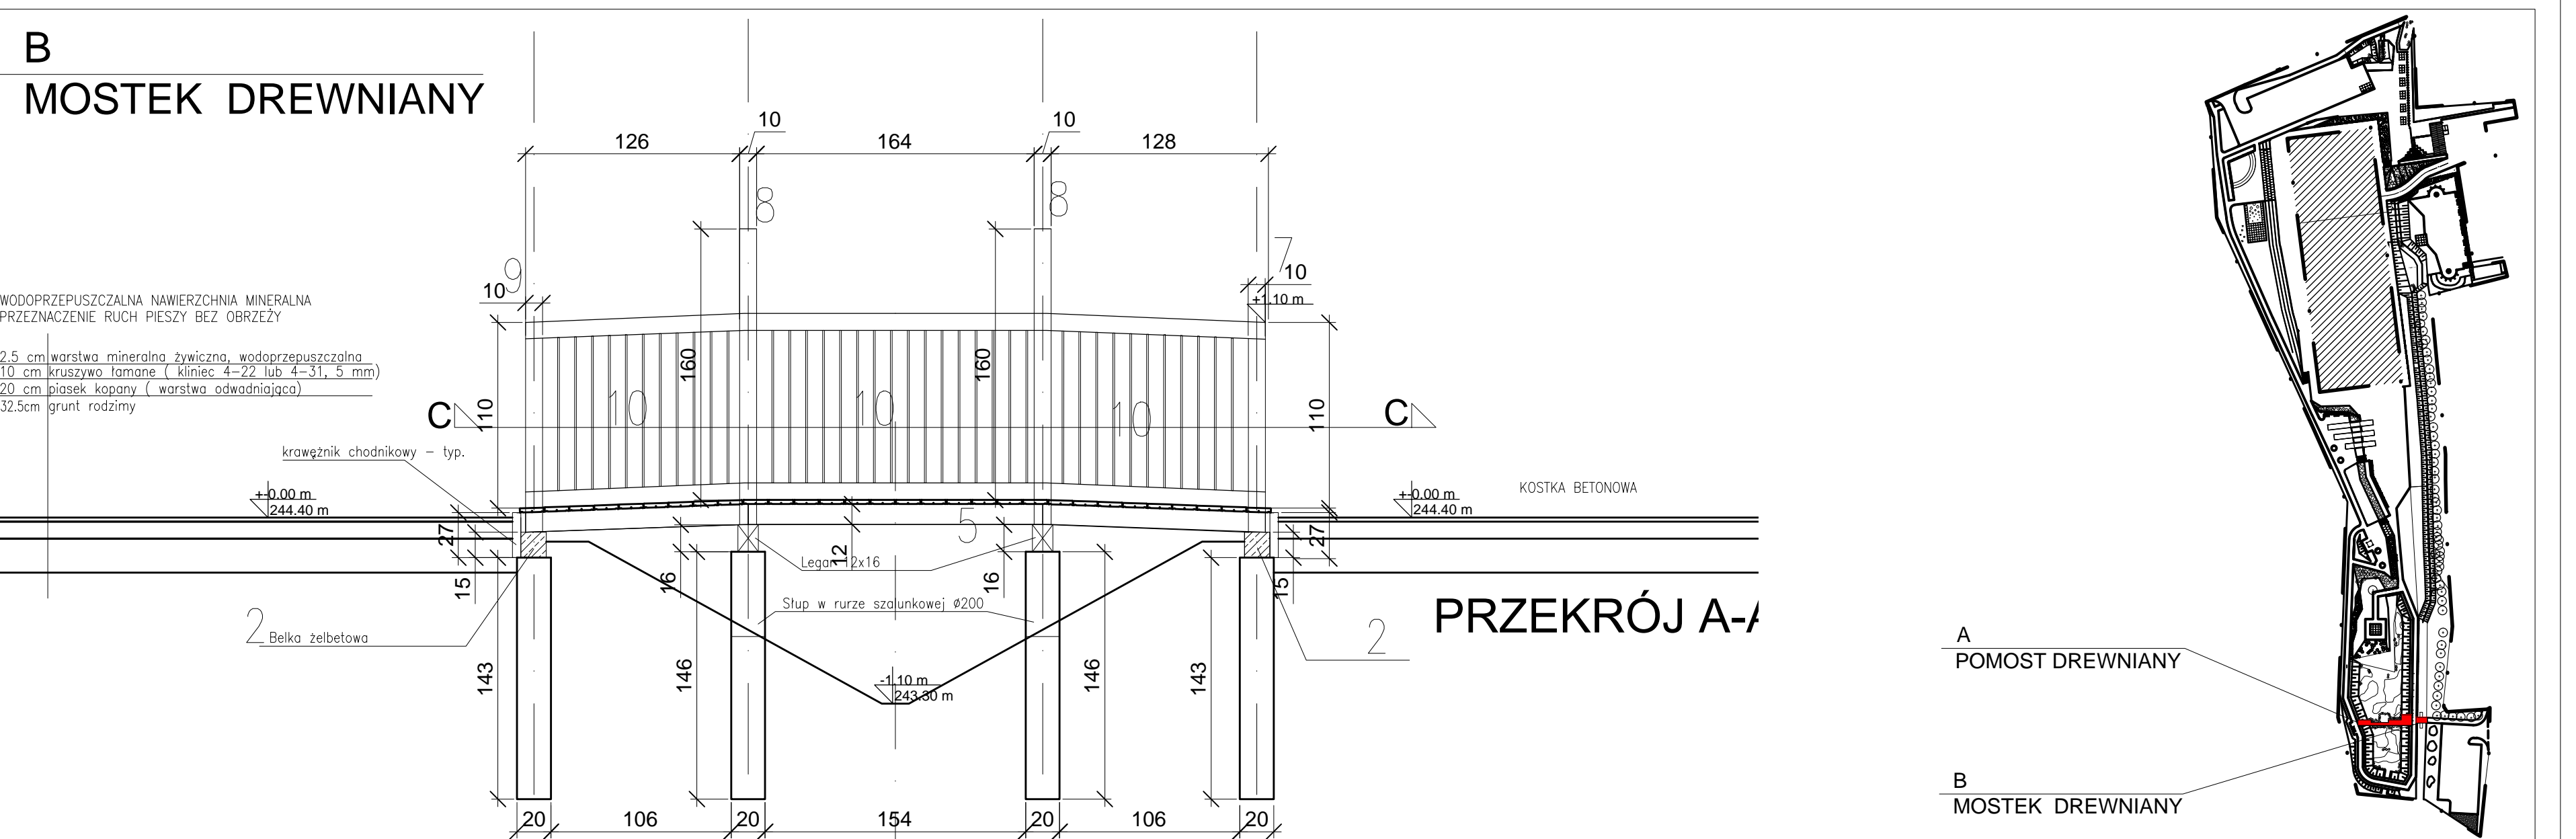 B
MOSTEK DREWNIANY
10
10
126
164
128
8
8
9
7
10
10
+1.10 m
WODOPRZEPUSZCZALNA NAWIERZCHNIA MINERALNA
PRZEZNACZENIE RUCH PIESZY BEZ OBRZEŻY
2.5 cm warstwa mineralna żywiczna, wodoprzepuszczalna
10 cm kruszywo łamane ( kliniec 4-22 lub 4-31, 5 mm)
20 cm piasek kopany ( warstwa odwadniająca)
32.5cm grunt rodzimy
160
160
110
110
10
10
10
C
C
krawężnik chodnikowy - typ.
+-0.00 m
244.40 m
+-0.00 m
244.40 m
KOSTKA BETONOWA
27
27
5
12
Legar 12x16
15
16
16
15
Słup w rurze szalunkowej ø200
2
Belka żelbetowa
2
PRZEKRÓJ A-A
143
146
146
143
-1.10 m
243.30 m
20
106
20
154
20
106
20
A
POMOST DREWNIANY
B
MOSTEK DREWNIANY